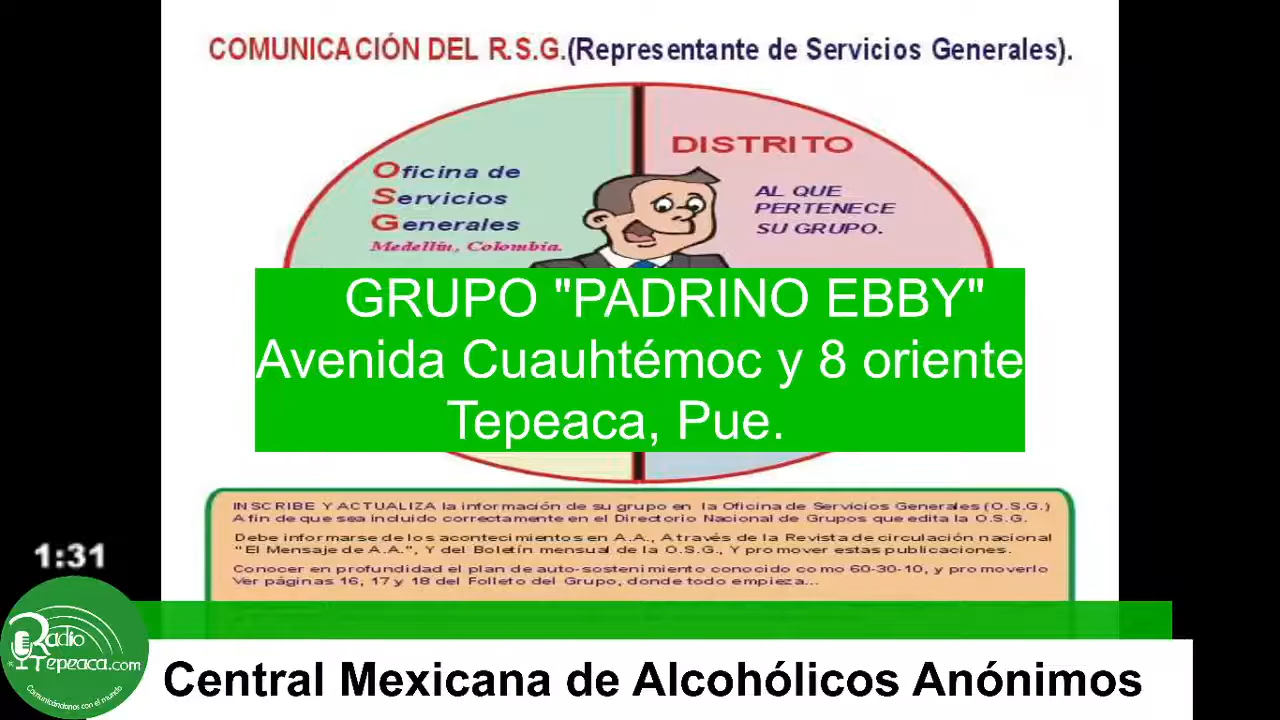 COMUNICACIÓN DEL R.S.G.(Representante de Servicios Generales).
Oficina de
Servicios
Generales
Medellín, Colombia.
DISTRITO
AL QUE
PERTENECE
SU GRUPO.
GRUPO "PADRINO EBBY"
Avenida Cuauhtémoc y 8 oriente
Tepeaca, Pue.
INSCRIBE Y ACTUALIZA la información de su grupo en la Oficina de Servicios Generales (O.S.G.)
A fin de que sea incluido correctamente en el Directorio Nacional de Grupos que edita la O.S.G.
Debe informarse de los acontecimientos en A.A., A través de la Revista de circulación nacional
"El Mensaje de A.A.", Y del Boletín mensual de la O.S.G., Y promover estas publicaciones.
Conocer en profundidad el plan de auto-sostenimiento conocido como 60-30-10, y promoverlo
Ver páginas 16, 17 y 18 del Folleto del Grupo, donde todo empieza...
1:31
Radio
Tepeaca.com
Comunicándonos con el mundo
Central Mexicana de Alcohólicos Anónimos